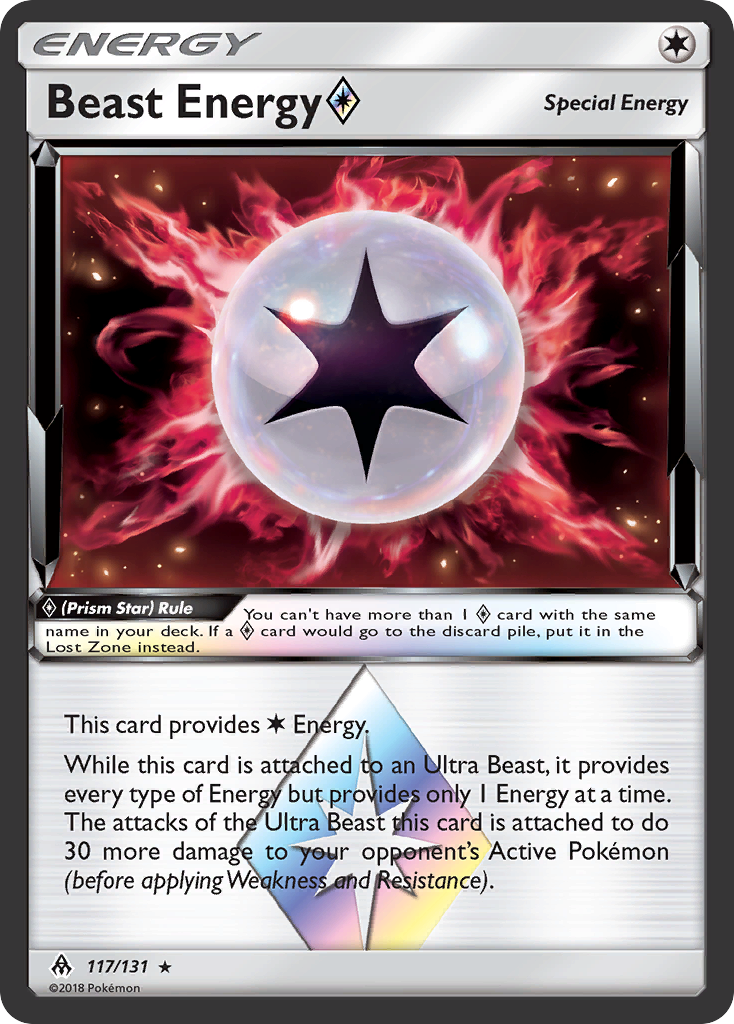 ENERGY
Beast Energy◇
Special Energy
◇ (Prism Star) Rule
You can't have more than 1 ◇ card with the same
name in your deck. If a ◇ card would go to the discard pile, put it in the
Lost Zone instead.
This card provides ✶ Energy.
While this card is attached to an Ultra Beast, it provides
every type of Energy but provides only 1 Energy at a time.
The attacks of the Ultra Beast this card is attached to do
30 more damage to your opponent's Active Pokémon
(before applying Weakness and Resistance).
117/131 ★
©2018 Pokémon